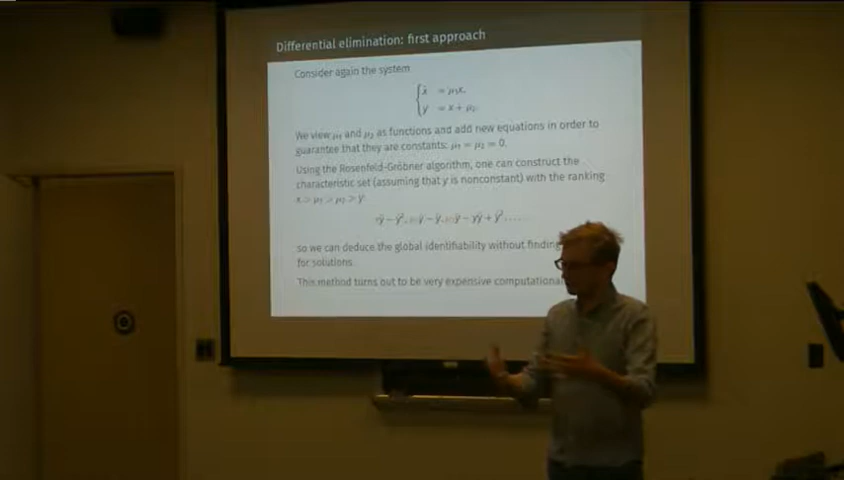 Differential elimination: first approach
Consider again the system
ẋ = μ₁x,
y = x + μ₂.
We view μ₁ and μ₂ as functions and add new equations in order to
guarantee that they are constants: μ̇₁ = μ̇₂ = 0.
Using the Rosenfeld-Gröbner algorithm, one can construct the
characteristic set (assuming that y is nonconstant) with the ranking
x > μ₁ > μ₂ > y
so we can deduce the global identifiability without finding
for solutions.
This method turns out to be very expensive